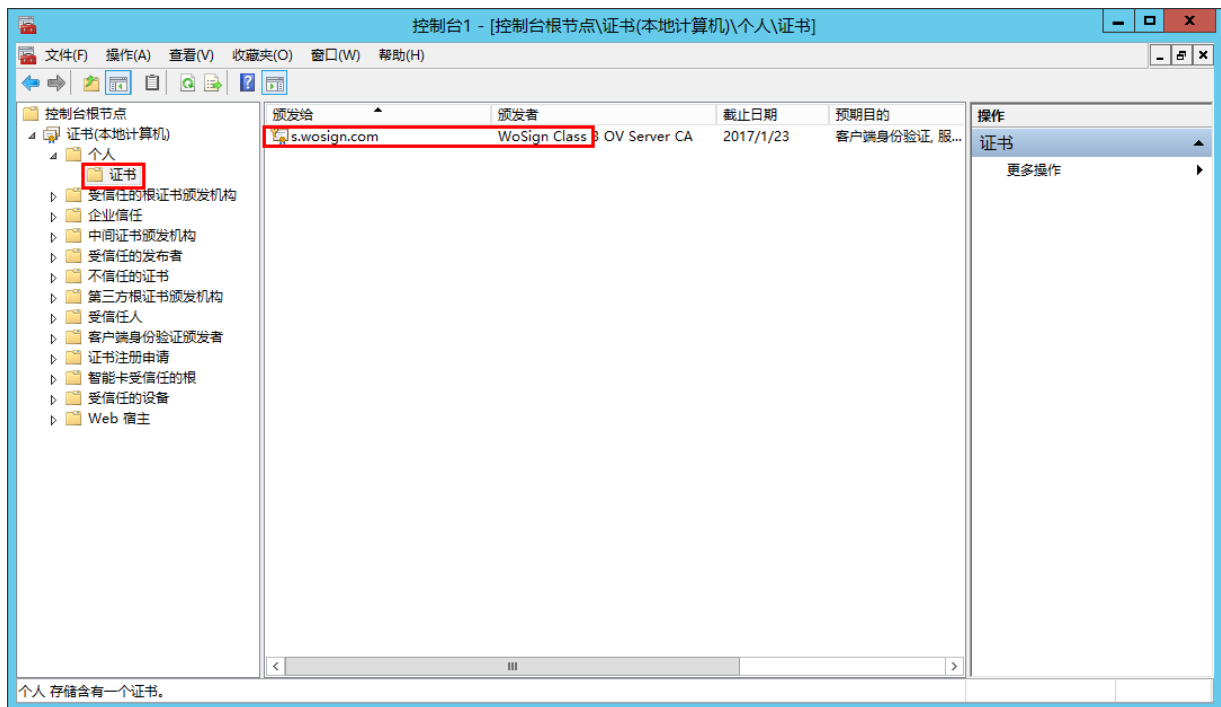 控制台1 - [控制台根节点\证书(本地计算机)\个人\证书]
文件(F) 操作(A) 查看(V) 收藏夹(O) 窗口(W) 帮助(H)
控制台根节点
证书(本地计算机)
个人
证书
受信任的根证书颁发机构
企业信任
中间证书颁发机构
受信任的发布者
不信任的证书
第三方根证书颁发机构
受信任人
客户端身份验证颁发者
证书注册申请
智能卡受信任的根
受信任的设备
Web 宿主
颁发给 颁发者 截止日期 预期目的
s.wosign.com WoSign Class 3 OV Server CA 2017/1/23 客户端身份验证, 服...
操作
证书
更多操作
个人 存储含有一个证书。